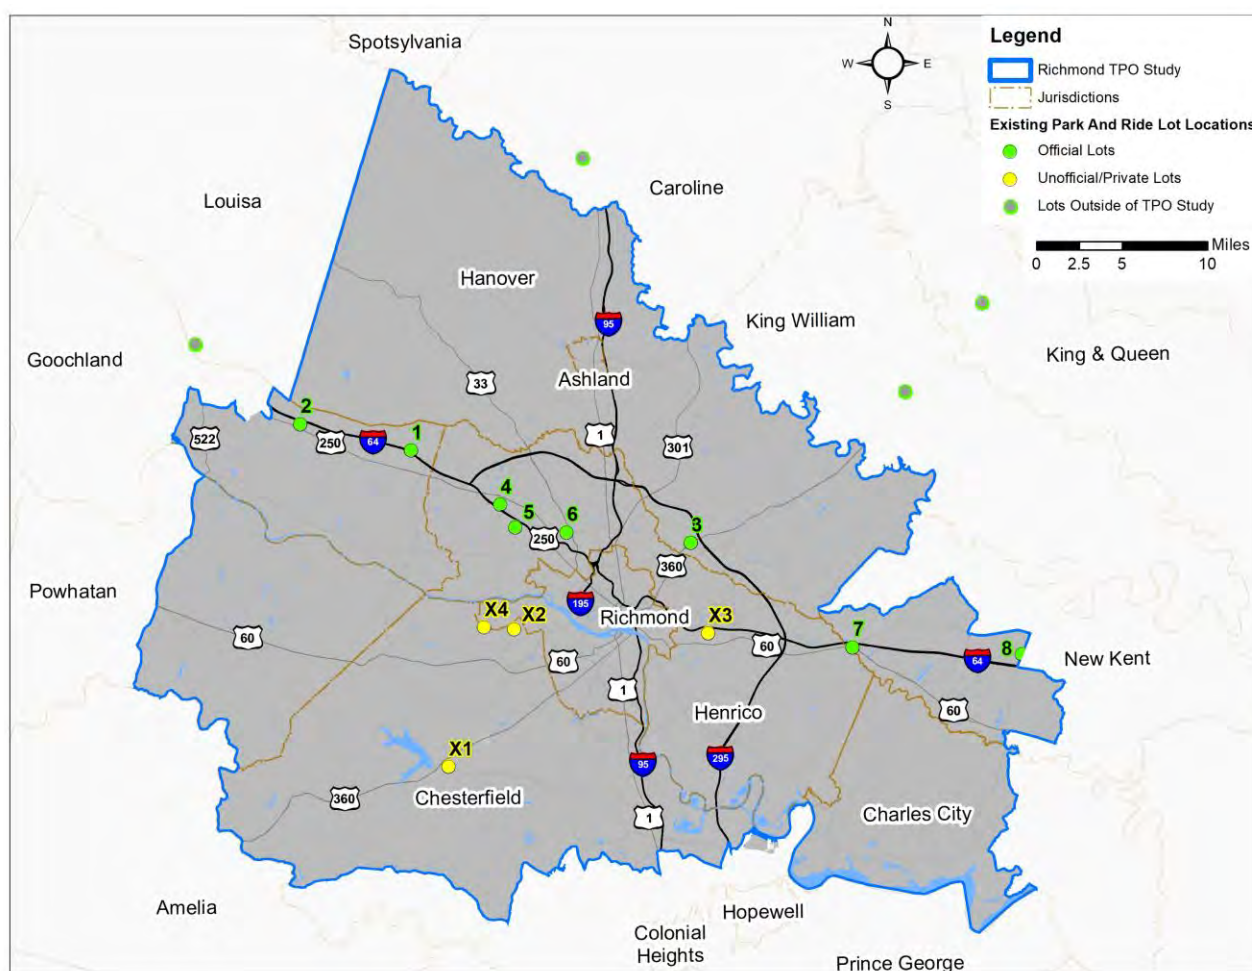 Spotsylvania
N
W
E
S
Legend
Richmond TPO Study
Jurisdictions
Existing Park And Ride Lot Locations
Official Lots
Unofficial/Private Lots
Lots Outside of TPO Study
Miles
0 2.5 5 10
Caroline
Louisa
Hanover
95
King William
King & Queen
Goochland
33
Ashland
2
522
250
64
1
1
301
4
5
6
250
3
360
Powhatan
195
Richmond
X4
X2
X3
60
60
60
7
8
64
New Kent
1
Henrico
60
X1
95
295
360
Chesterfield
1
Charles City
Amelia
Hopewell
Colonial
Heights
Prince George